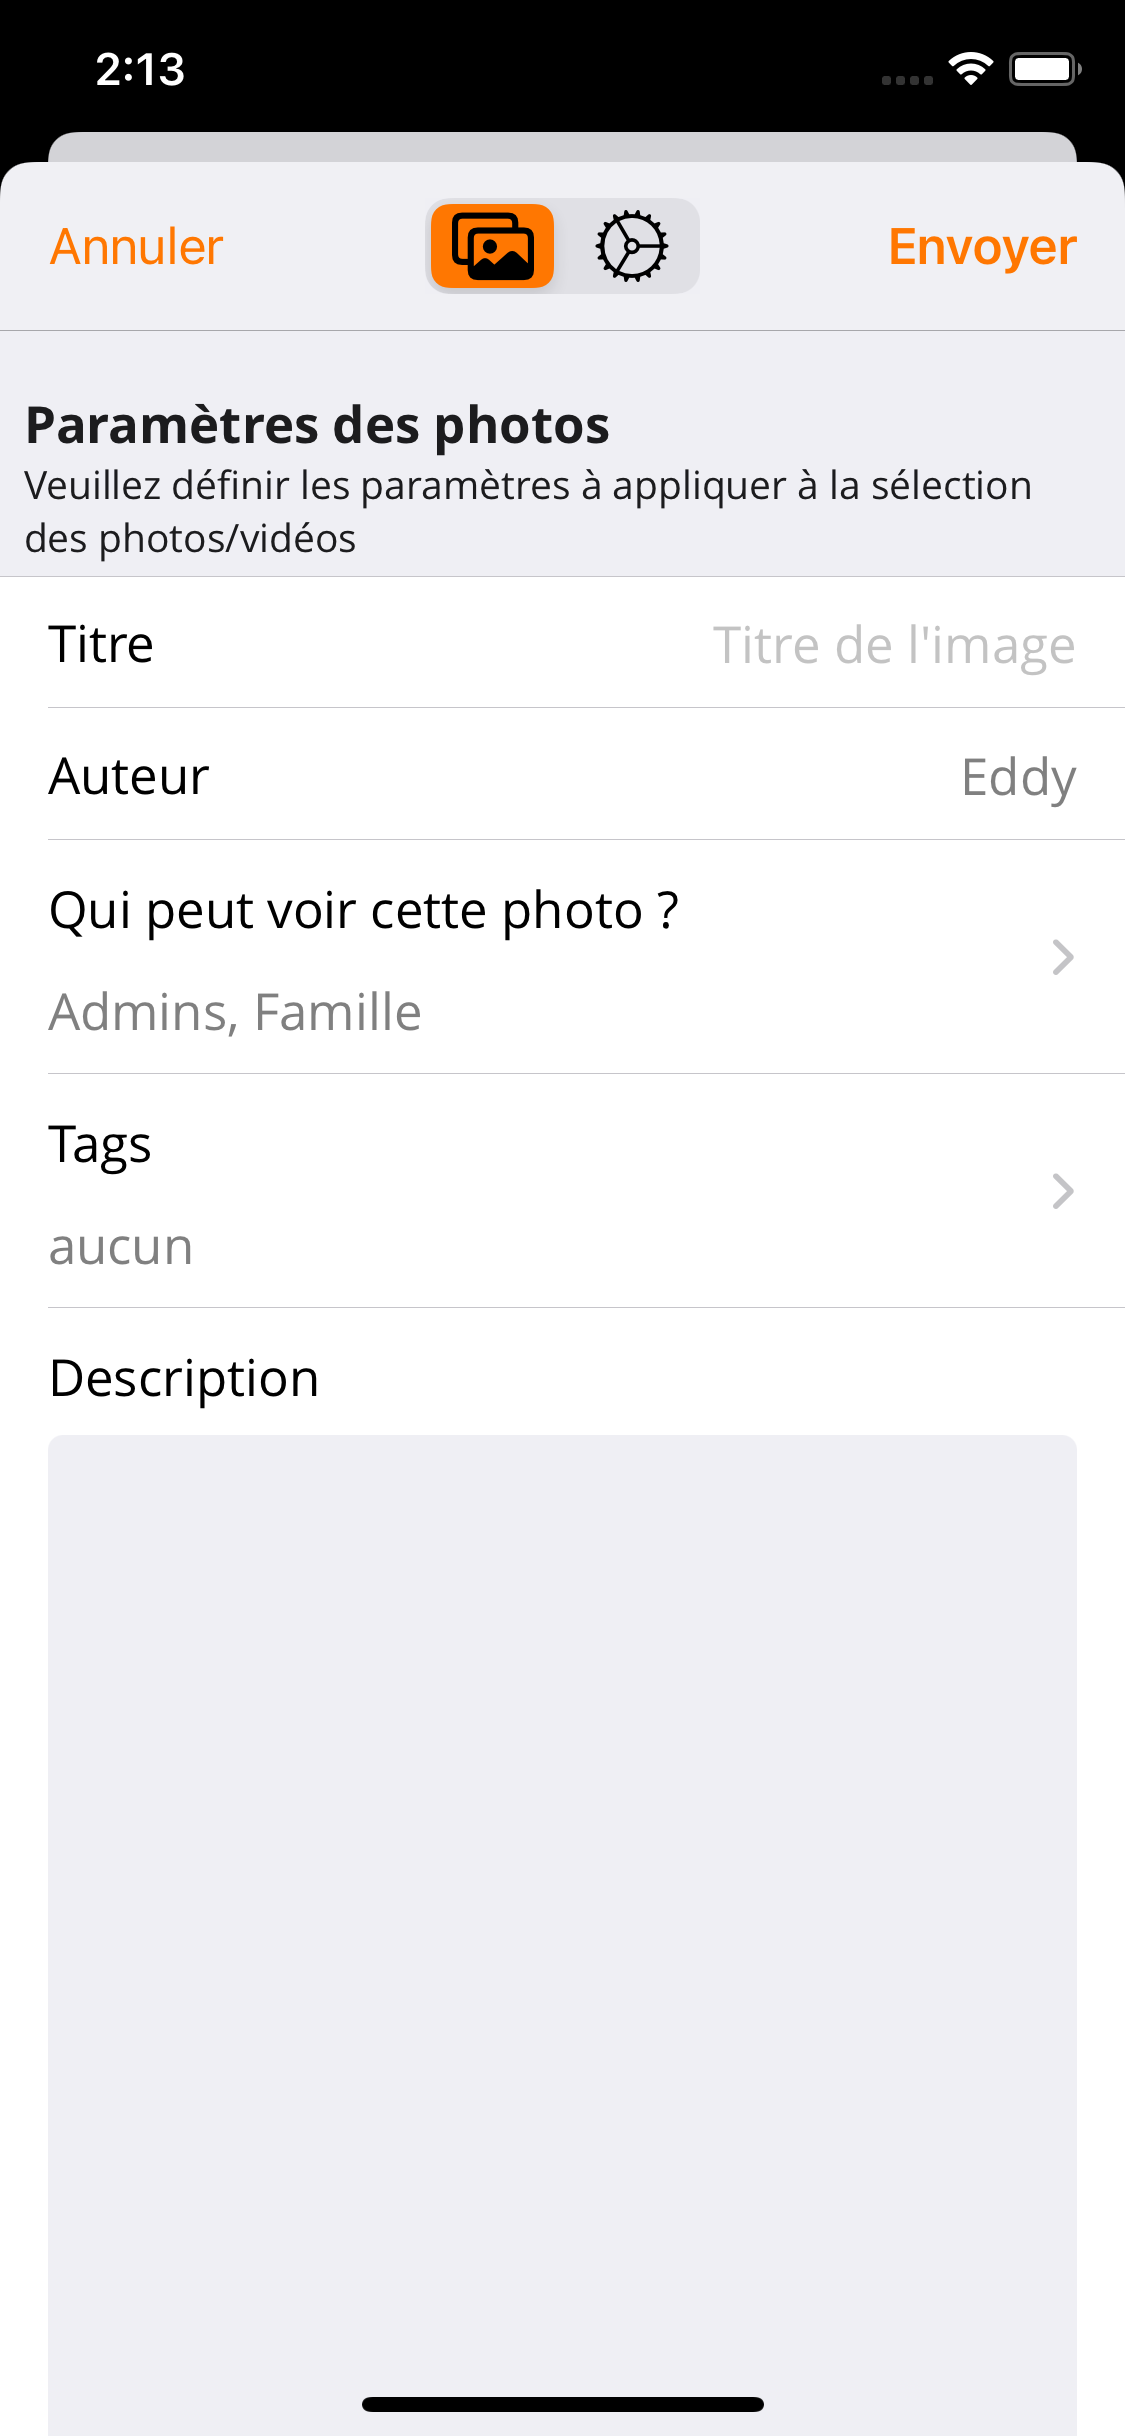 2:13
Annuler
Envoyer
Paramètres des photos
Veuillez définir les paramètres à appliquer à la sélection
des photos/vidéos
Titre
Titre de l'image
Auteur
Eddy
Qui peut voir cette photo ?
Admins, Famille
Tags
aucun
Description